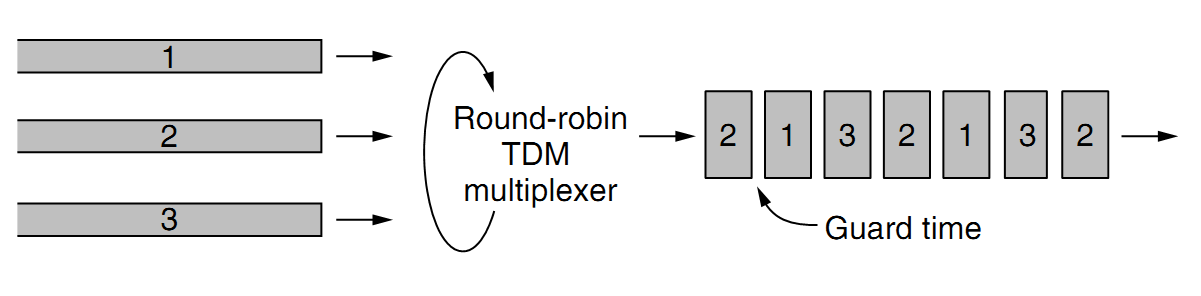 1
2
3
Round-robin
TDM
multiplexer
2 1 3 2 1 3 2
Guard time